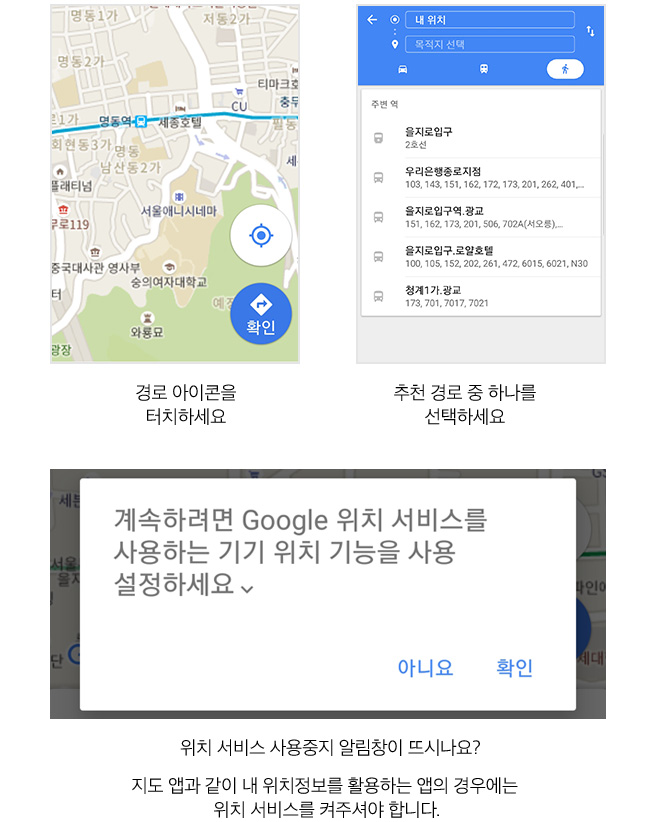 저동2가
명동2가
티마크호
CU
충무
명동역
세종호텔
필동
회현동3가
명동
남산동2가
플래티넘
서울애니시네마
무로119
중국대사관 영사부
숭의여자대학교
터
예장
와룡묘
광장
확인
내 위치
목적지 선택
주변 역
을지로입구
2호선
우리은행종로지점
103, 143, 151, 162, 172, 173, 201, 262, 401,...
을지로입구역.광교
151, 162, 173, 201, 506, 702A(서오릉),...
을지로입구.로얄호텔
100, 105, 152, 202, 261, 472, 6015, 6021, N30
청계1가.광교
173, 701, 7017, 7021
경로 아이콘을
터치하세요
추천 경로 중 하나를
선택하세요
계속하려면 Google 위치 서비스를
사용하는 기기 위치 기능을 사용
설정하세요
아니요 확인
위치 서비스 사용중지 알림창이 뜨시나요?
지도 앱과 같이 내 위치정보를 활용하는 앱의 경우에는
위치 서비스를 켜주셔야 합니다.